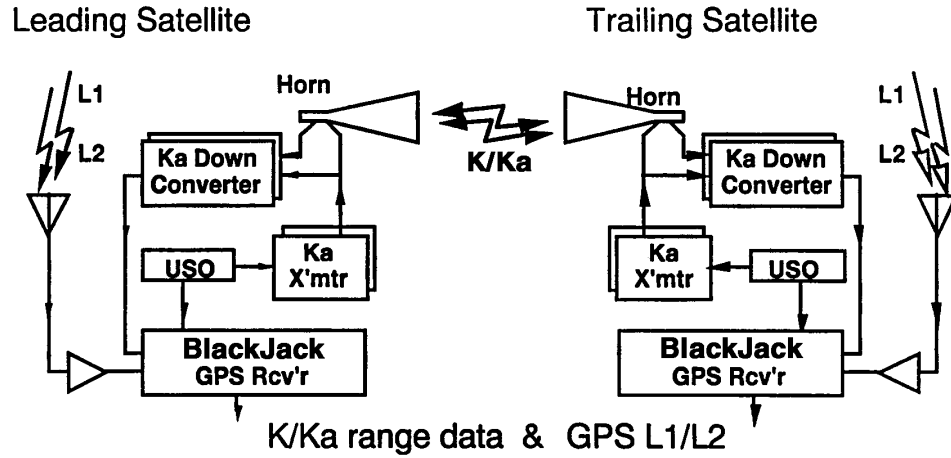 Leading Satellite
Trailing Satellite
L1
L2
Horn
K/Ka
Horn
L1
L2
Ka Down
Converter
Ka Down
Converter
USO
Ka
X'mtr
Ka
X'mtr
USO
BlackJack
GPS Rcv'r
BlackJack
GPS Rcv'r
K/Ka range data & GPS L1/L2